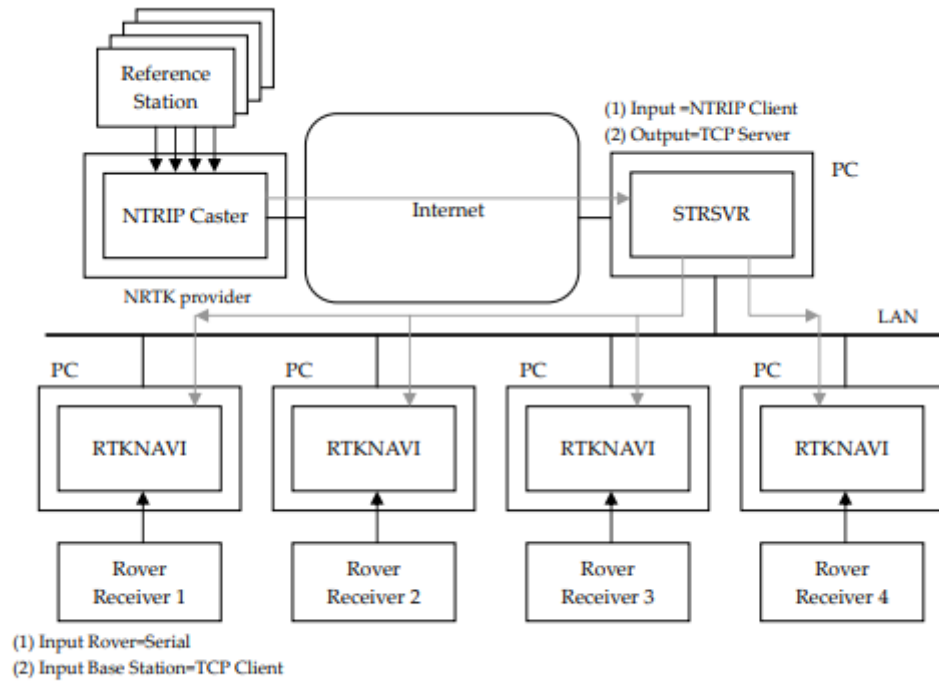 Reference
Station
(1) Input =NTRIP Client
(2) Output=TCP Server
NTRIP Caster
Internet
STRSVR
PC
NRTK provider
LAN
PC
PC
PC
PC
RTKNAVI
RTKNAVI
RTKNAVI
RTKNAVI
Rover
Receiver 1
Rover
Receiver 2
Rover
Receiver 3
Rover
Receiver 4
(1) Input Rover=Serial
(2) Input Base Station=TCP Client